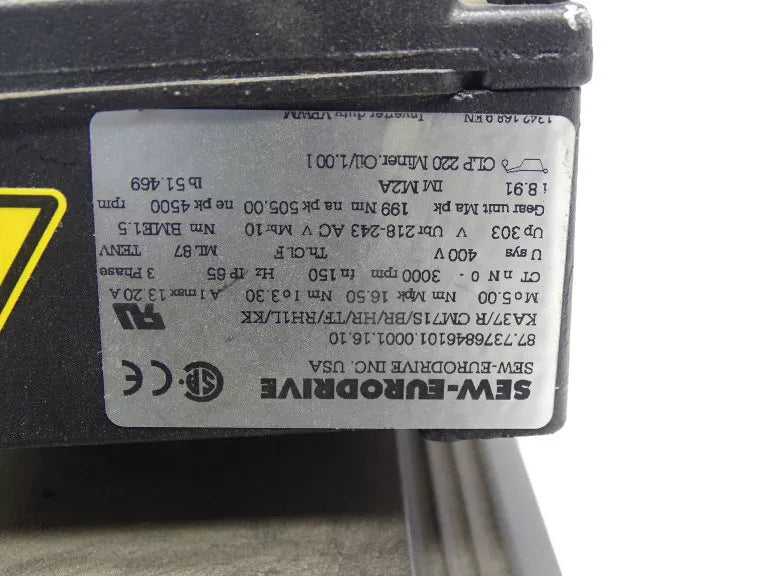 SEW-EURODRIVE
SEW-EURODRIVE INC. USA
87.7376846101.0001.16.10
KA37/R CM71S/BR/HR/TF/RH1L/KK
Mo 5.00 Nm Mpk 16.50 Nm Io 3.30 A Imax 13.20 A
CT nN 0 - 3000 rpm fn 150 Hz IP 65 3 Phase
U sys 400 V Th.Cl.F ML 87 TENV
Up 303 V Ubr 218-243 AC V Mbr 10 Nm BME1.5
Gear unit Ma pk 199 Nm na pk 505.00 ne pk 4500 rpm
i 8.91 IM M2A lb 51.469
CLP 220 Miner.Oil/1.00 l
1342 168 9.EN Inverter duty VPWM